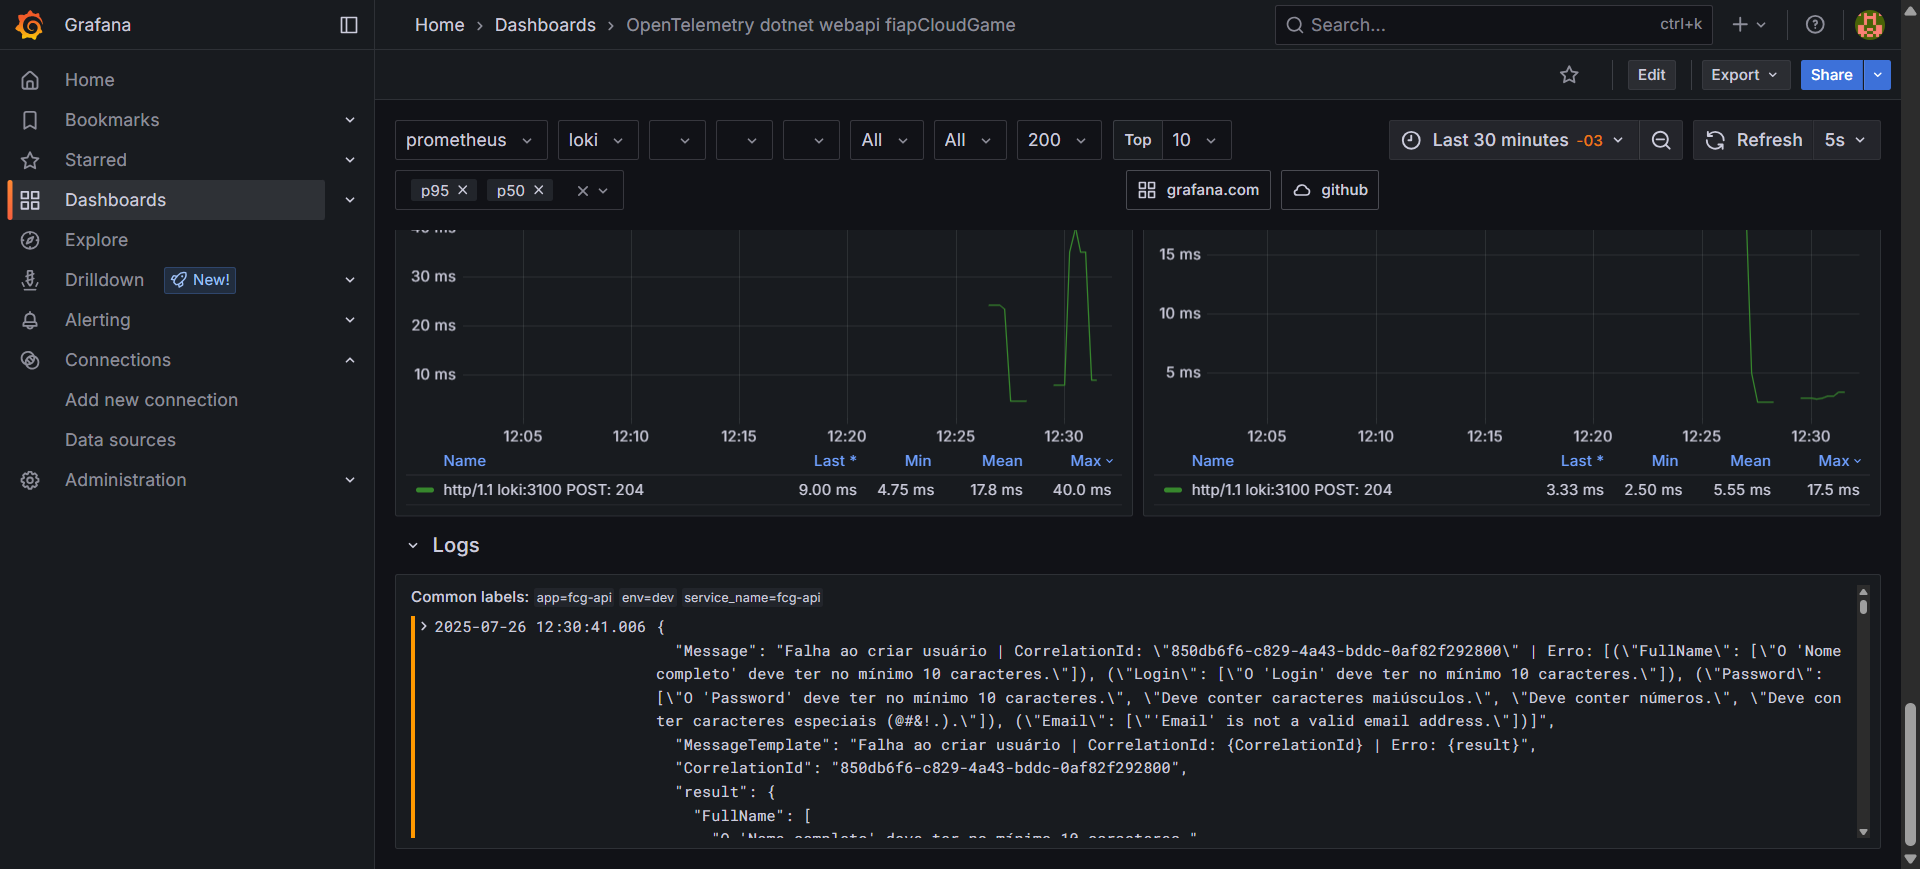 Grafana
Home › Dashboards › OpenTelemetry dotnet webapi fiapCloudGame
Search...
ctrl+k
Home
Bookmarks
Starred
Dashboards
Explore
Drilldown
New!
Alerting
Connections
Add new connection
Data sources
Administration
Edit
Export
Share
prometheus
loki
All
All
200
Top
10
Last 30 minutes -03
Refresh
5s
p95
p50
grafana.com
github
40 ms
30 ms
20 ms
10 ms
12:05 12:10 12:15 12:20 12:25 12:30
Name Last * Min Mean Max
http/1.1 loki:3100 POST: 204 9.00 ms 4.75 ms 17.8 ms 40.0 ms
15 ms
10 ms
5 ms
12:05 12:10 12:15 12:20 12:25 12:30
Name Last * Min Mean Max
http/1.1 loki:3100 POST: 204 3.33 ms 2.50 ms 5.55 ms 17.5 ms
Logs
Common labels: app=fcg-api env=dev service_name=fcg-api
2025-07-26 12:30:41.006 {
"Message": "Falha ao criar usuário | CorrelationId: \"850db6f6-c829-4a43-bddc-0af82f292800\" | Erro: [(\"FullName\": [\"O 'Nome
completo' deve ter no mínimo 10 caracteres.\"]), (\"Login\": [\"O 'Login' deve ter no mínimo 10 caracteres.\"]), (\"Password\":
[\"O 'Password' deve ter no mínimo 10 caracteres.\", \"Deve conter caracteres maiúsculos.\", \"Deve conter números.\", \"Deve con
ter caracteres especiais (@#&!.).\"]), (\"Email\": [\"'Email' is not a valid email address.\"])]",
"MessageTemplate": "Falha ao criar usuário | CorrelationId: {CorrelationId} | Erro: {result}",
"CorrelationId": "850db6f6-c829-4a43-bddc-0af82f292800",
"result": {
"FullName": [
"O 'Nome completo' deve ter no mínimo 10 caracteres."